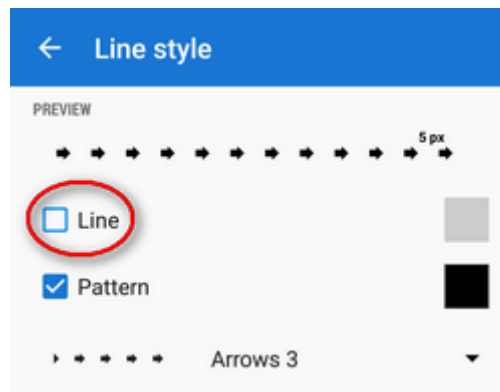 Line style
PREVIEW
5 px
Line
Pattern
Arrows 3